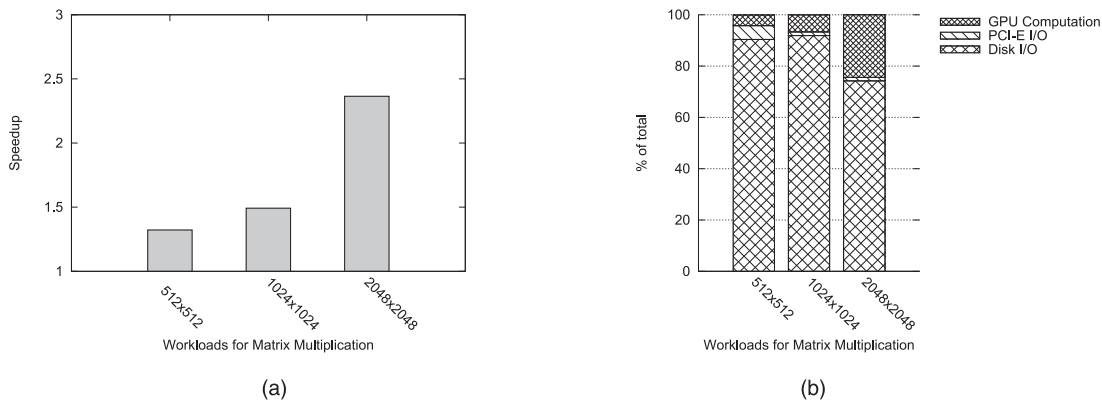 3
2.5
2
1.5
1
Speedup
512x512
1024x1024
2048x2048
Workloads for Matrix Multiplication
(a)
100
80
60
40
20
0
% of total
512x512
1024x1024
2048x2048
Workloads for Matrix Multiplication
GPU Computation
PCI-E I/O
Disk I/O
(b)